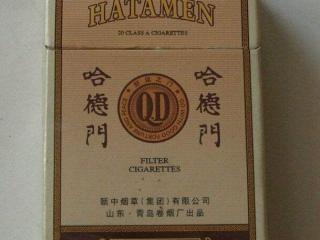 HATAMEN
20 CLASS A CIGARETTES
哈德門
哈德門
QD
FILTER
CIGARETTES
颐中烟草（集团）有限公司
山东·青岛卷烟厂出品